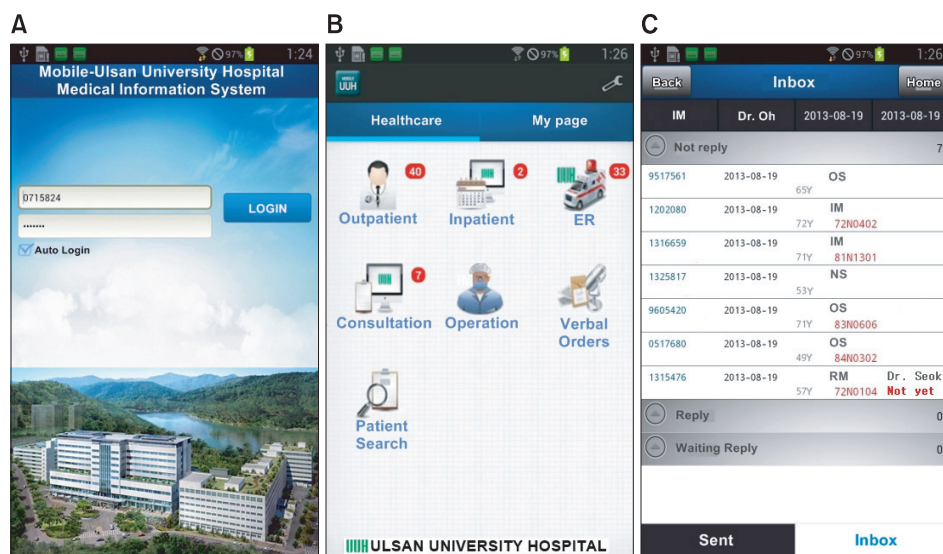 A
97%
1:24
Mobile-Ulsan University Hospital
Medical Information System
0715824
LOGIN
Auto Login
B
97%
1:26
MOBILE
UUH
Healthcare
My page
40
2
33
Outpatient
Inpatient
ER
7
Consultation
Operation
Verbal
Orders
Patient
Search
ULSAN UNIVERSITY HOSPITAL
C
97%
1:26
Back
Inbox
Home
IM
Dr. Oh
2013-08-19
2013-08-19
Not reply 7
9517561 2013-08-19 OS
65Y
1202080 2013-08-19 IM
72Y 72N0402
1316659 2013-08-19 IM
71Y 81N1301
1325817 2013-08-19 NS
53Y
9605420 2013-08-19 OS
71Y 83N0606
0517680 2013-08-19 OS
49Y 84N0302
1315476 2013-08-19 RM Dr. Seok
57Y 72N0104 Not yet
Reply 0
Waiting Reply 0
Sent
Inbox